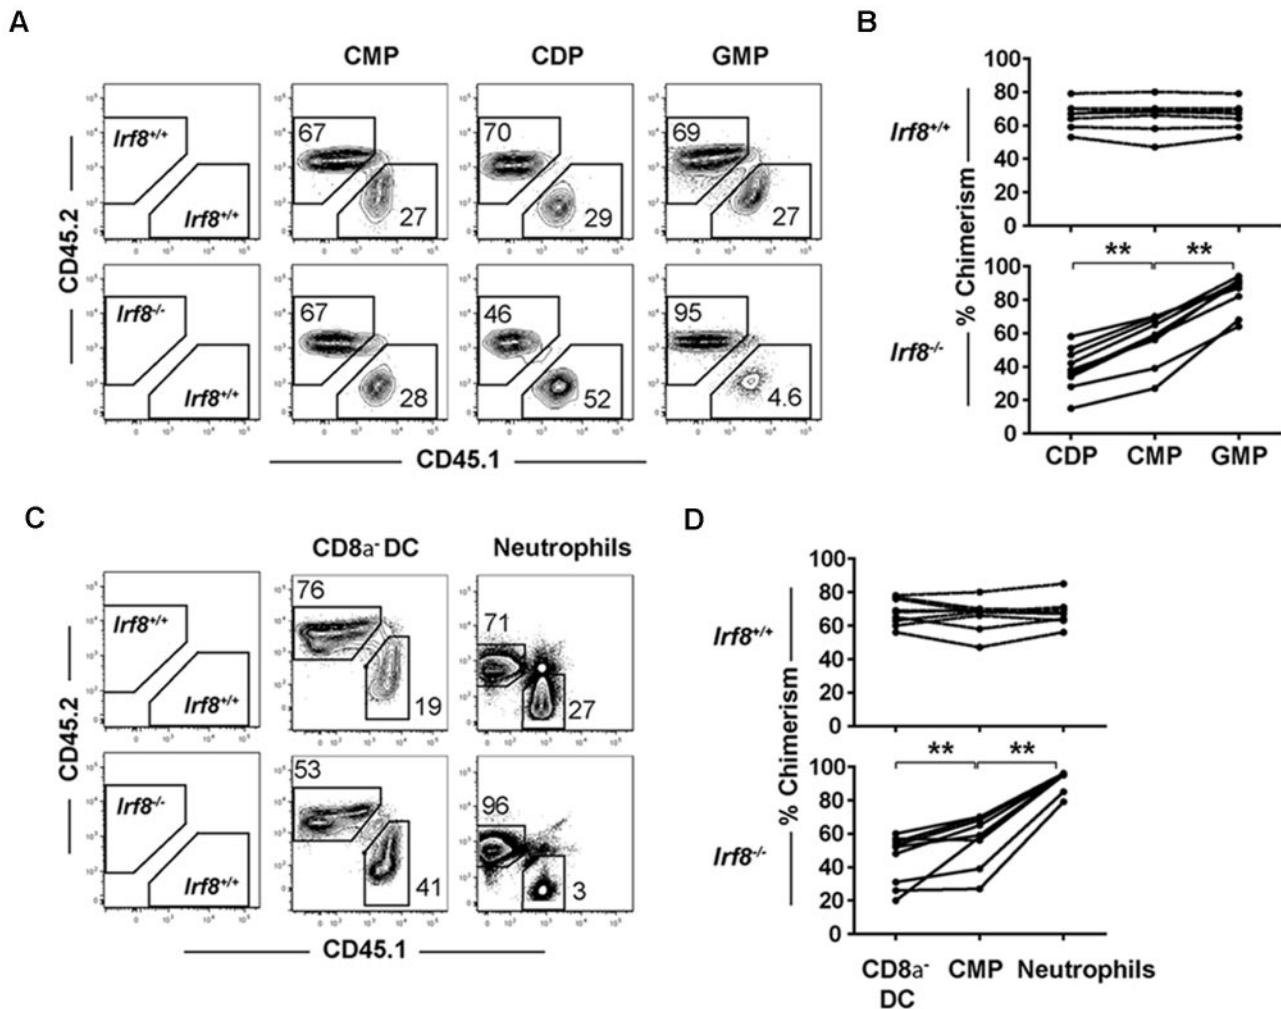 A
B
CMP CDP GMP
Irf8+/+
Irf8+/+
67
27
70
29
69
27
Irf8-/-
Irf8+/+
67
28
46
52
95
4.6
CD45.2
CD45.1
Irf8+/+
100
80
60
40
20
0
** **
% Chimerism
Irf8-/-
100
80
60
40
20
0
CDP CMP GMP
C
D
CD8a- DC Neutrophils
Irf8+/+
Irf8+/+
76
19
71
27
Irf8-/-
Irf8+/+
53
41
96
3
CD45.2
CD45.1
Irf8+/+
100
80
60
40
20
0
** **
% Chimerism
Irf8-/-
100
80
60
40
20
0
CD8a- CMP Neutrophils
DC